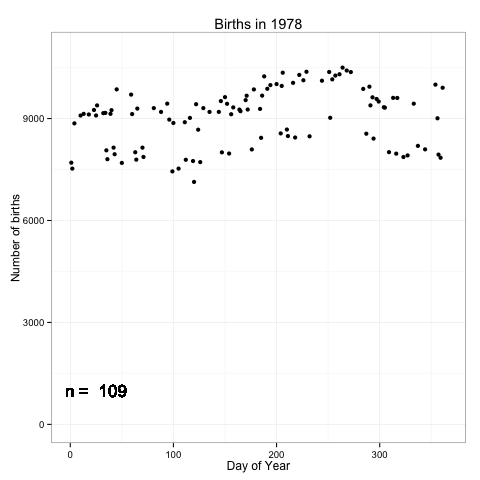 Births in 1978
Number of births
9000
6000
3000
0
n = 109
0 100 200 300
Day of Year